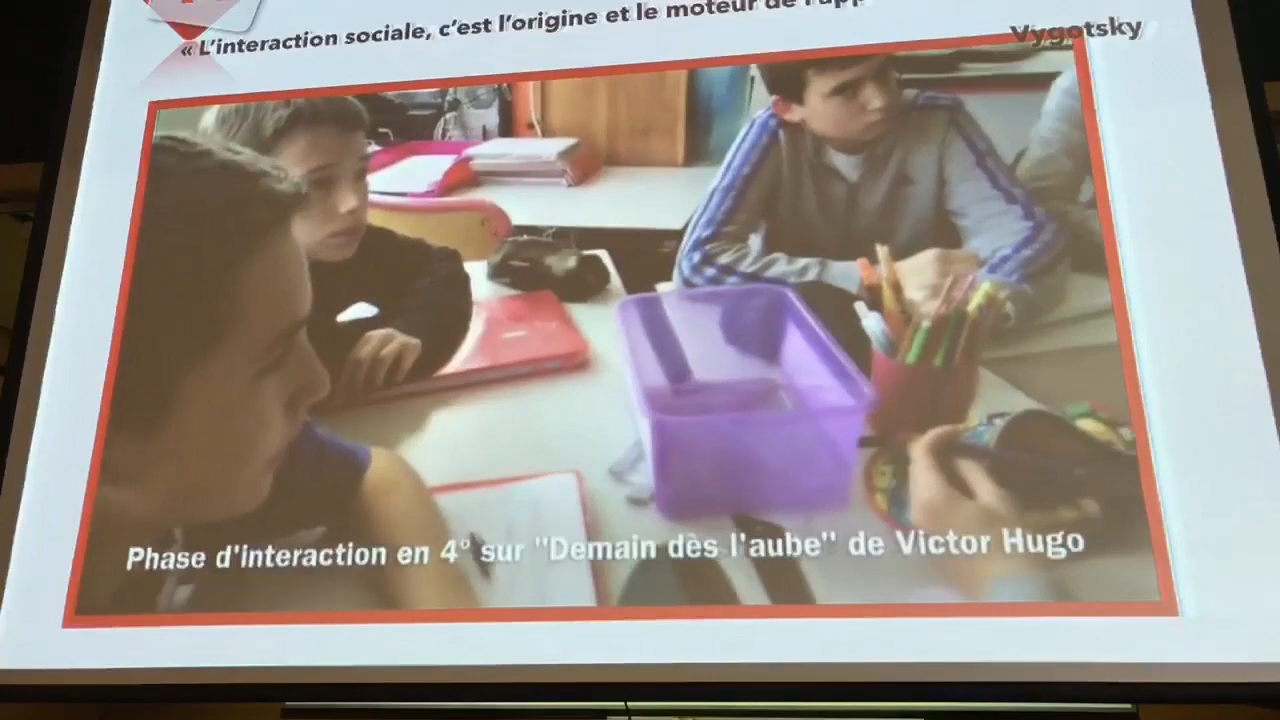 « L'interaction sociale, c'est l'origine et le moteur de
Vygotsky
Phase d'interaction en 4° sur "Demain dès l'aube" de Victor Hugo